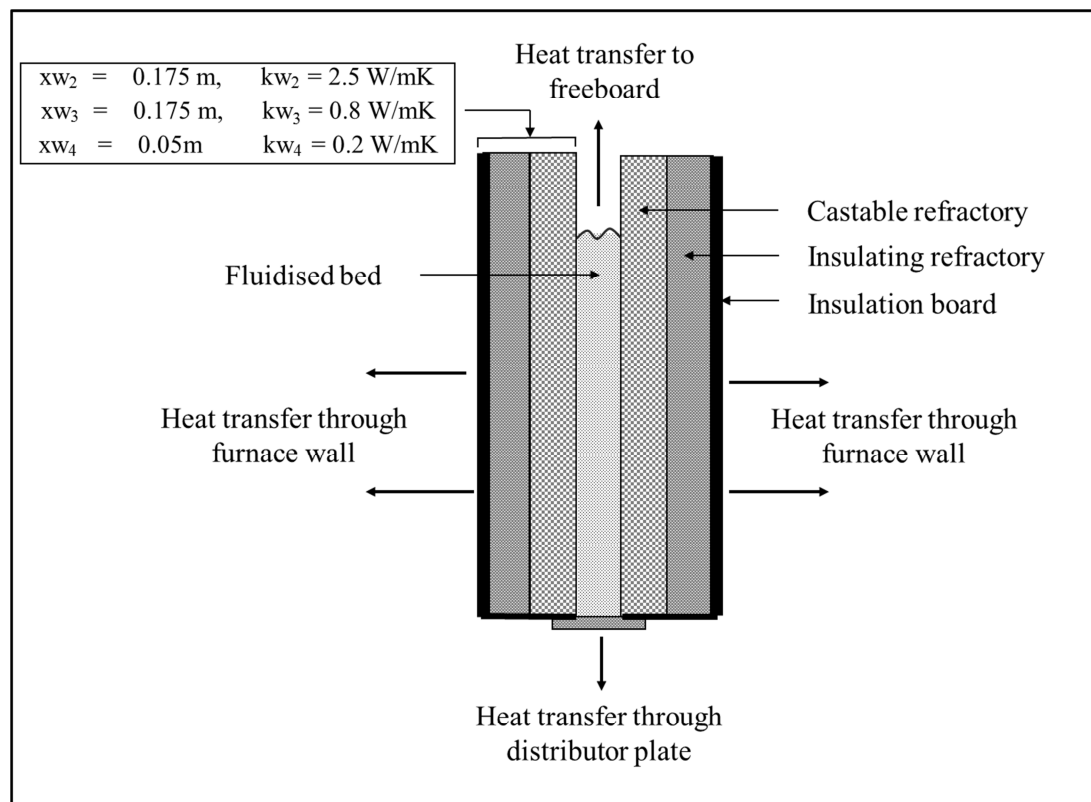 Heat transfer to
freeboard
xw₂ = 0.175 m, kw₂ = 2.5 W/mK
xw₃ = 0.175 m, kw₃ = 0.8 W/mK
xw₄ = 0.05m kw₄ = 0.2 W/mK
Castable refractory
Insulating refractory
Insulation board
Fluidised bed
Heat transfer through
furnace wall
Heat transfer through
furnace wall
Heat transfer through
distributor plate